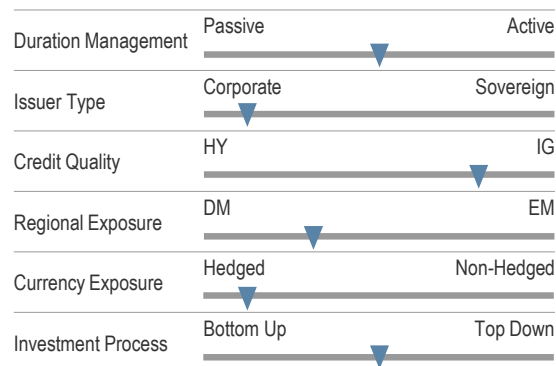 Duration Management
Passive Active
Issuer Type
Corporate Sovereign
Credit Quality
HY IG
Regional Exposure
DM EM
Currency Exposure
Hedged Non-Hedged
Investment Process
Bottom Up Top Down